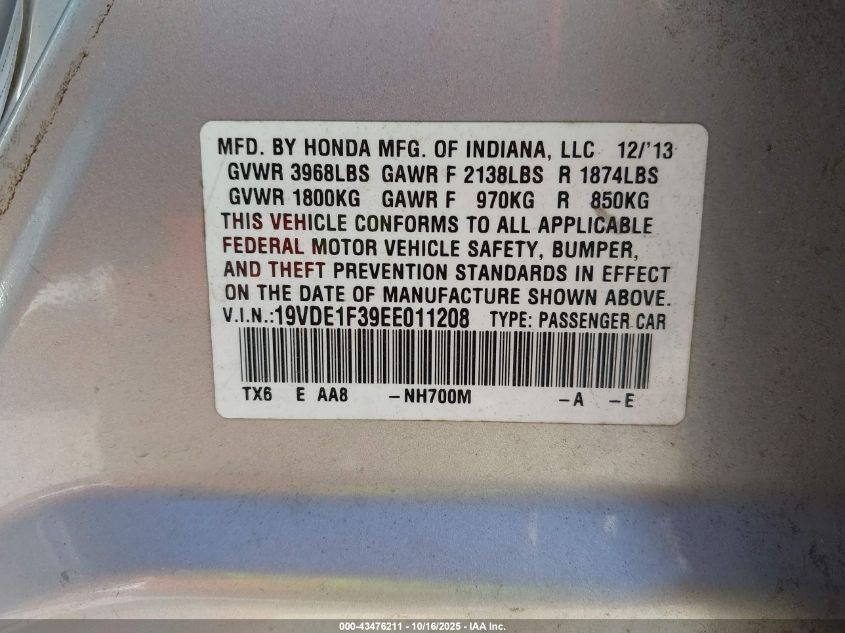 MFD. BY HONDA MFG. OF INDIANA, LLC 12/'13
GVWR 3968LBS GAWR F 2138LBS R 1874LBS
GVWR 1800KG GAWR F 970KG R 850KG
THIS VEHICLE CONFORMS TO ALL APPLICABLE
FEDERAL MOTOR VEHICLE SAFETY, BUMPER,
AND THEFT PREVENTION STANDARDS IN EFFECT
ON THE DATE OF MANUFACTURE SHOWN ABOVE.
V.I.N.:19VDE1F39EE011208 TYPE: PASSENGER CAR
TX6 E AA8 -NH700M -A -E
000-43476211 - 10/16/2025 - IAA Inc.